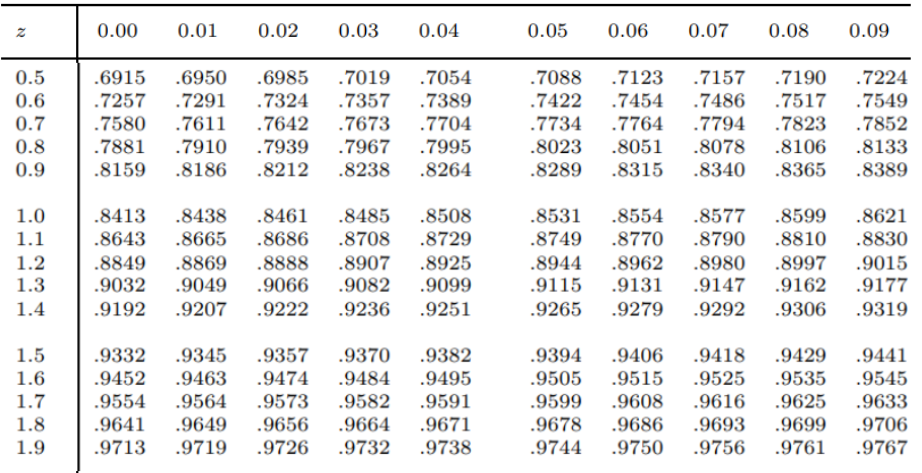 z 0.00 0.01 0.02 0.03 0.04 0.05 0.06 0.07 0.08 0.09
0.5 .6915 .6950 .6985 .7019 .7054 .7088 .7123 .7157 .7190 .7224
0.6 .7257 .7291 .7324 .7357 .7389 .7422 .7454 .7486 .7517 .7549
0.7 .7580 .7611 .7642 .7673 .7704 .7734 .7764 .7794 .7823 .7852
0.8 .7881 .7910 .7939 .7967 .7995 .8023 .8051 .8078 .8106 .8133
0.9 .8159 .8186 .8212 .8238 .8264 .8289 .8315 .8340 .8365 .8389
1.0 .8413 .8438 .8461 .8485 .8508 .8531 .8554 .8577 .8599 .8621
1.1 .8643 .8665 .8686 .8708 .8729 .8749 .8770 .8790 .8810 .8830
1.2 .8849 .8869 .8888 .8907 .8925 .8944 .8962 .8980 .8997 .9015
1.3 .9032 .9049 .9066 .9082 .9099 .9115 .9131 .9147 .9162 .9177
1.4 .9192 .9207 .9222 .9236 .9251 .9265 .9279 .9292 .9306 .9319
1.5 .9332 .9345 .9357 .9370 .9382 .9394 .9406 .9418 .9429 .9441
1.6 .9452 .9463 .9474 .9484 .9495 .9505 .9515 .9525 .9535 .9545
1.7 .9554 .9564 .9573 .9582 .9591 .9599 .9608 .9616 .9625 .9633
1.8 .9641 .9649 .9656 .9664 .9671 .9678 .9686 .9693 .9699 .9706
1.9 .9713 .9719 .9726 .9732 .9738 .9744 .9750 .9756 .9761 .9767